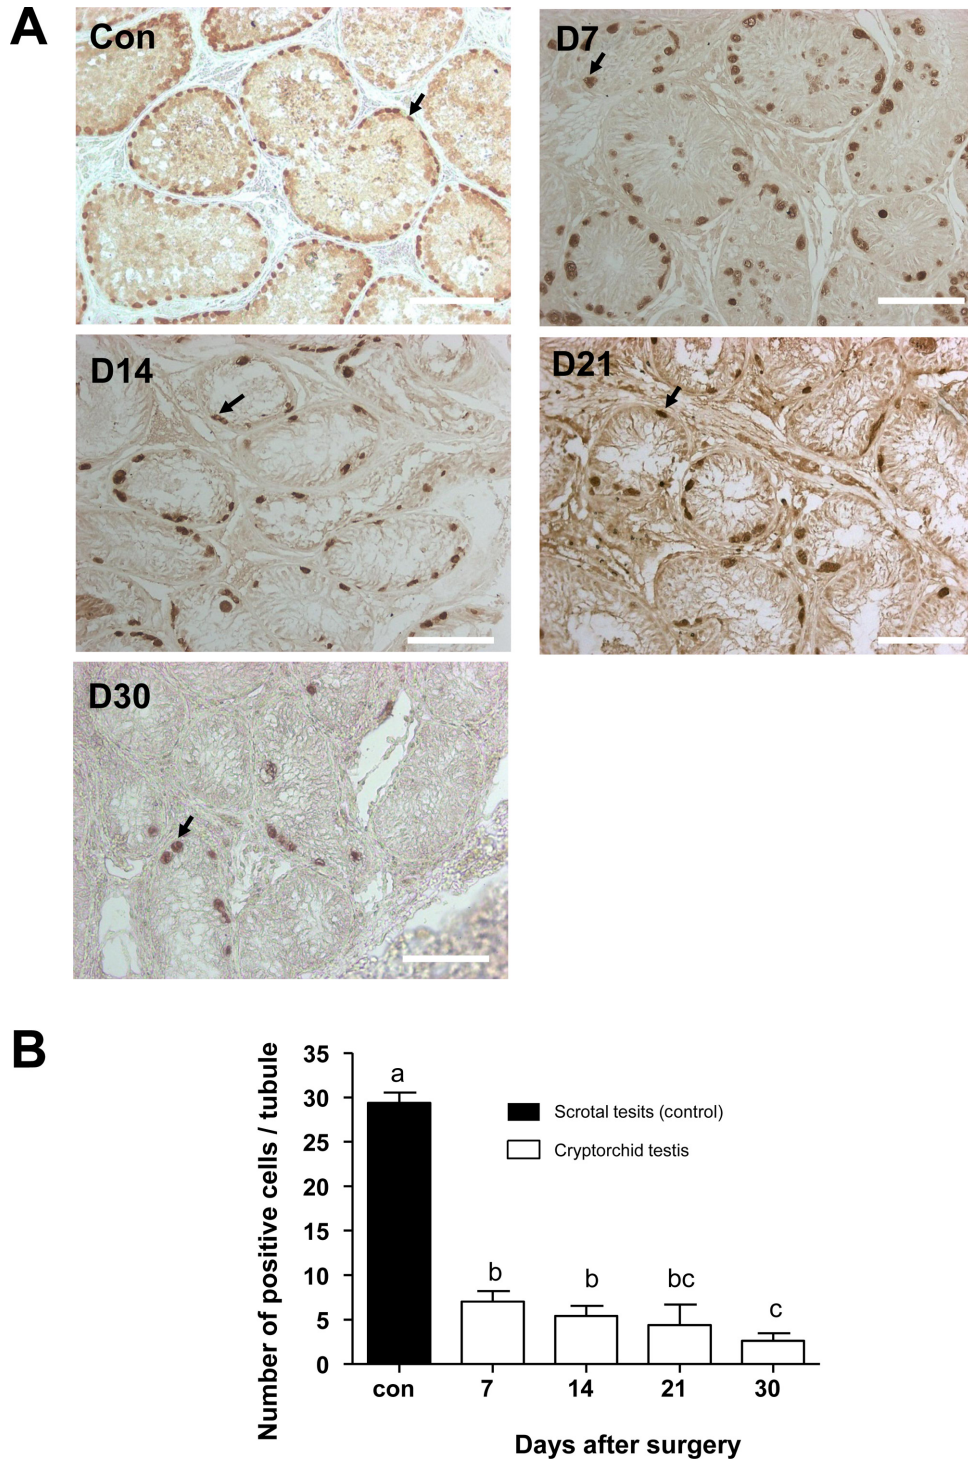 A
Con
D7
D14
D21
D30
B
Number of positive cells / tubule
35
30
25
20
15
10
5
0
a
b
b
bc
c
Scrotal tesits (control)
Cryptorchid testis
con
7
14
21
30
Days after surgery